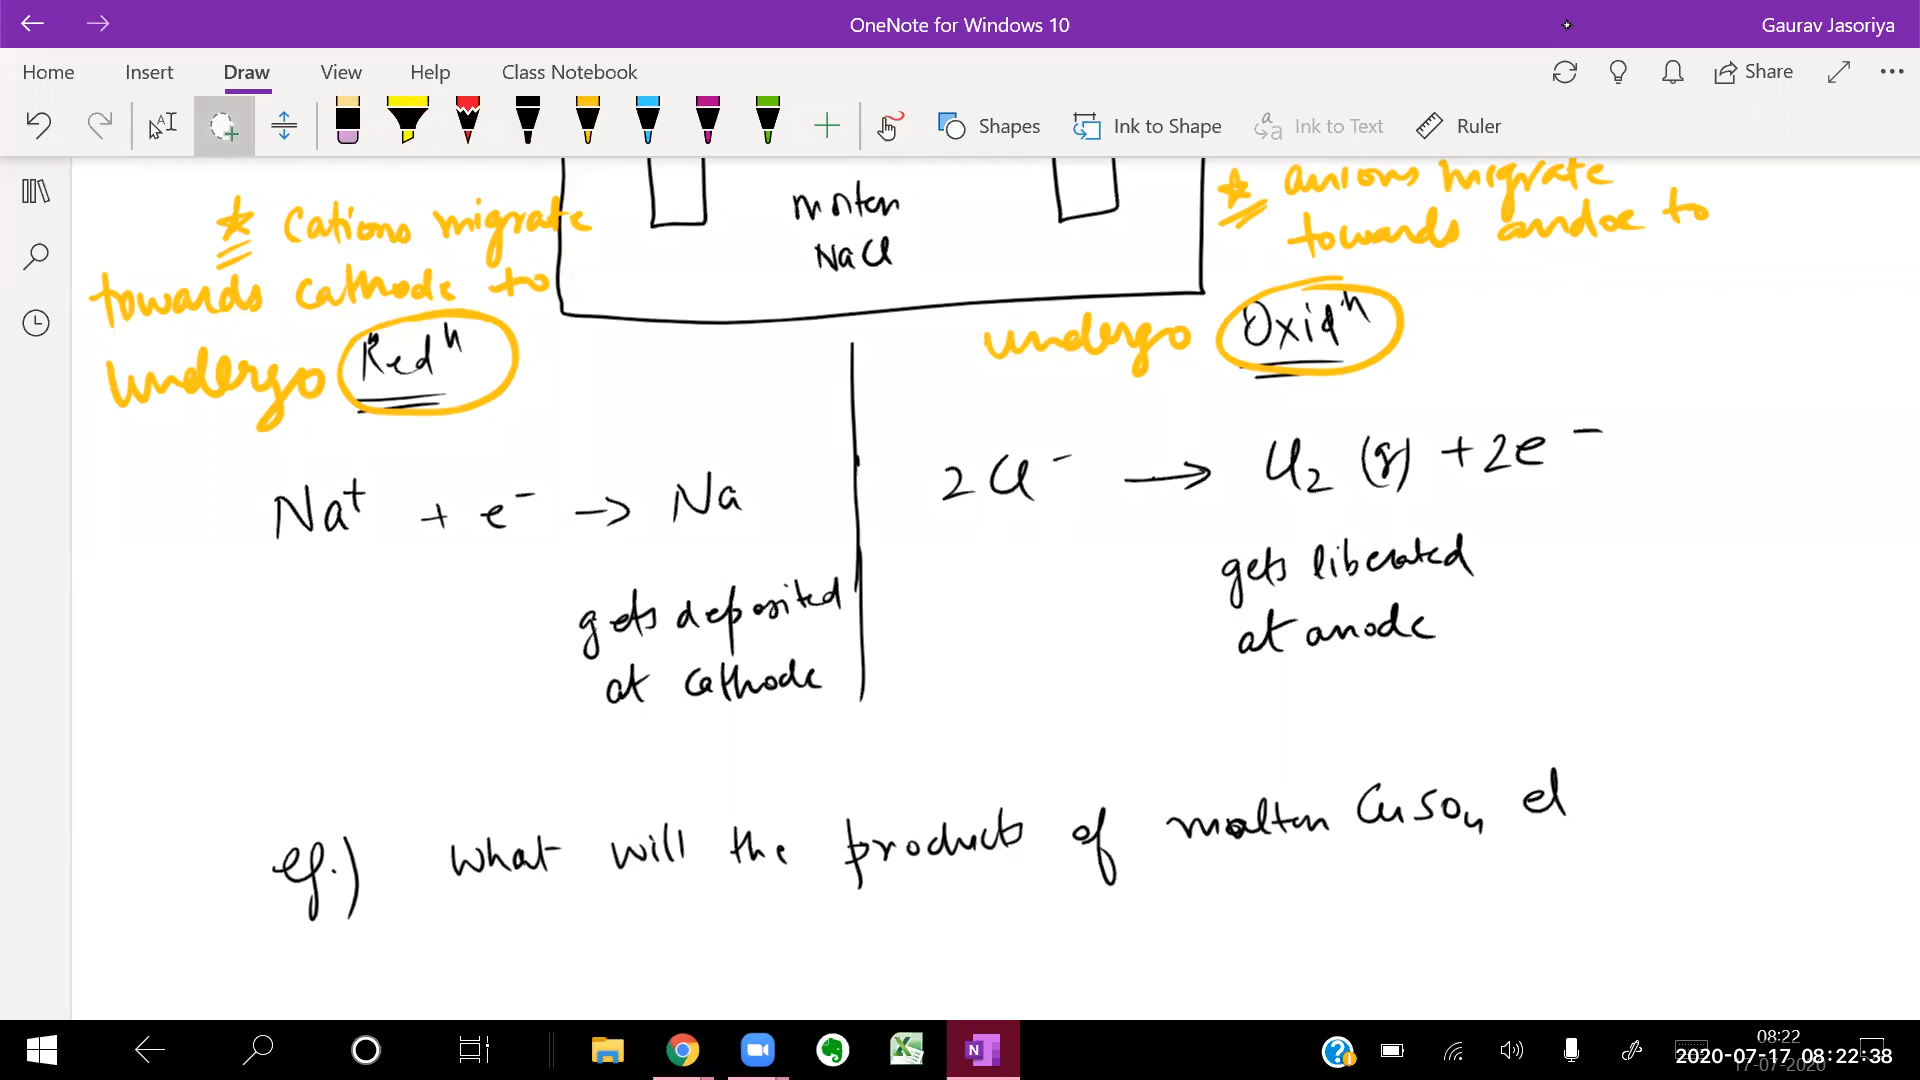 OneNote for Windows 10
Gaurav Jasoriya
Home Insert Draw View Help Class Notebook
Share
Shapes Ink to Shape Ink to Text Ruler
molten
NaCl
* Cations migrate
towards cathode to
undergo Redⁿ
* anions migrate
towards andoe to
undergo Oxidⁿ
Na⁺ + e⁻ → Na
gets deposited
at cathode
2Cl⁻ → Cl₂ (g) + 2e⁻
gets liberated
at anode
eg.) What will the products of molten CuSO₄ el
08:22
2020-07-17 08:22:38
17-07-2020